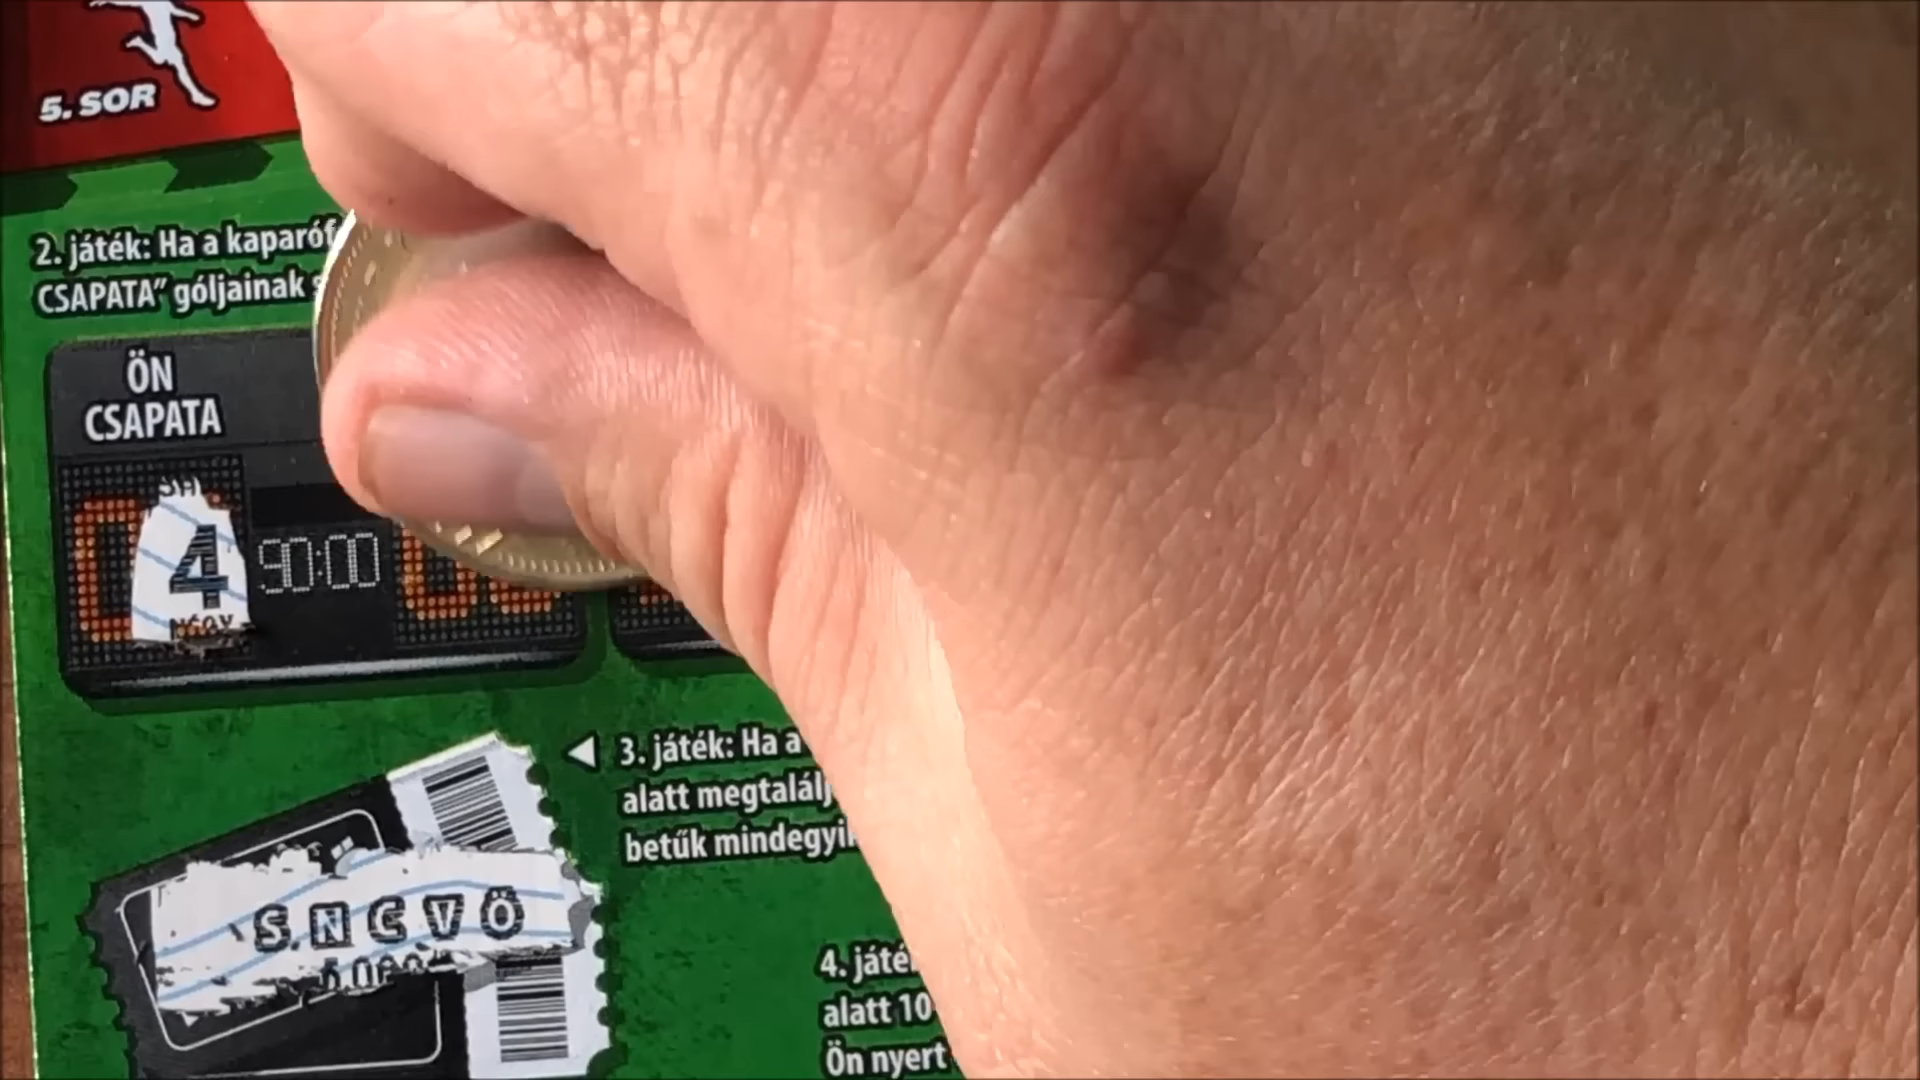 5. SOR
2. játék: Ha a kaparóf
CSAPATA" góljainak
ÖN
CSAPATA
4
90:00
NÉGY
3. játék: Ha a
alatt megtalálj
betűk mindegyik
S N C V Ö
4. játé
alatt 10
Ön nyert